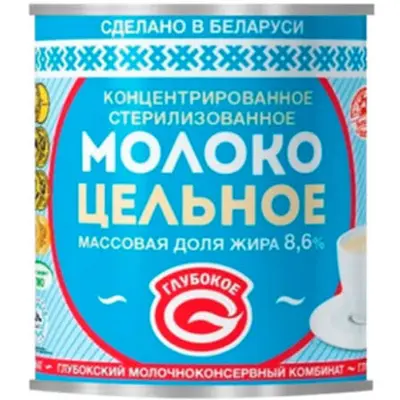 СДЕЛАНО В БЕЛАРУСИ
КОНЦЕНТРИРОВАННОЕ
СТЕРИЛИЗОВАННОЕ
МОЛОКО
ЦЕЛЬНОЕ
МАССОВАЯ ДОЛЯ ЖИРА 8,6%
ГЛУБОКОЕ
ГЛУБОКСКИЙ МОЛОЧНОКОНСЕРВНЫЙ КОМБИНАТ